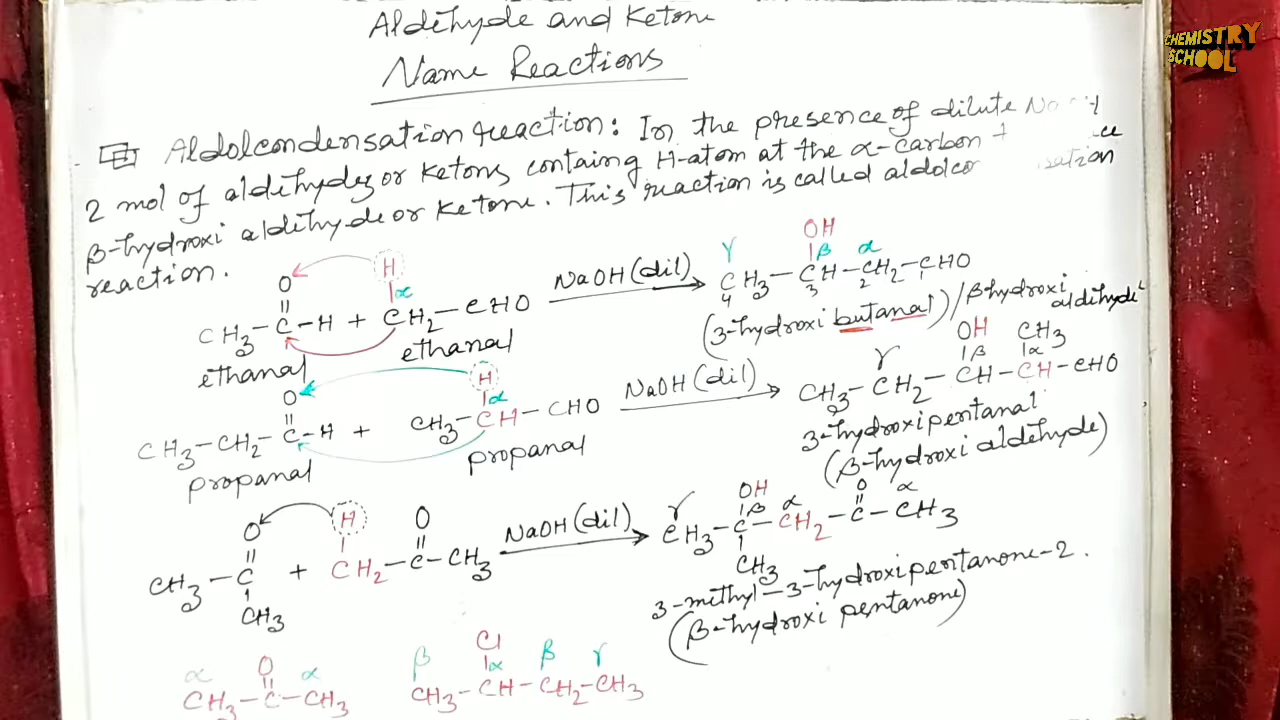 Aldehyde and Ketone
CHEMISTRY
SCHOOL
Name Reactions
Aldolcondensation reaction: In the presence of dilute
2 mol of aldehydes or ketons containg H-atom at the α-carbon
β-hydroxi aldehyde or ketone. This reaction is called aldolco sation
reaction.
O H OH
γ β α
CH3-C-H + CH2-CHO NaOH(dil) CH3-CH-CH2-CHO
4 3 2 1
ethanal ethanal (3-hydroxi butanal)/β hydroxi
aldehyde
O H OH CH3
α γ β α
CH3-CH2-C-H + CH3-CH-CHO NaOH(dil) CH3-CH2-CH-CH-CHO
propanal propanal 3-hydroxipentanal
(β-hydroxi aldehyde)
O H O OH O
γ β α α
CH3-C + CH2-C-CH3 NaOH(dil) CH3-C-CH2-C-CH3
CH3 CH3
3-methyl-3-hydroxipentanone-2.
(β-hydroxi pentanone)
O Cl
α α β α β γ
CH3-C-CH3 CH3-CH-CH2-CH3